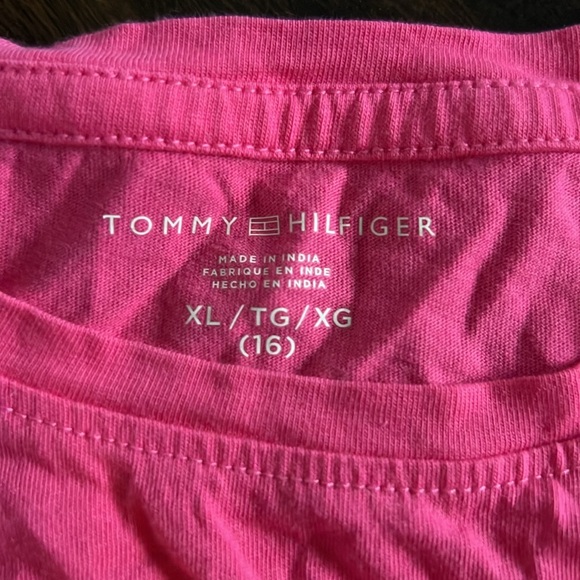 TOMMY HILFIGER
MADE IN INDIA
FABRIQUE EN INDE
HECHO EN INDIA
XL / TG / XG
(16)